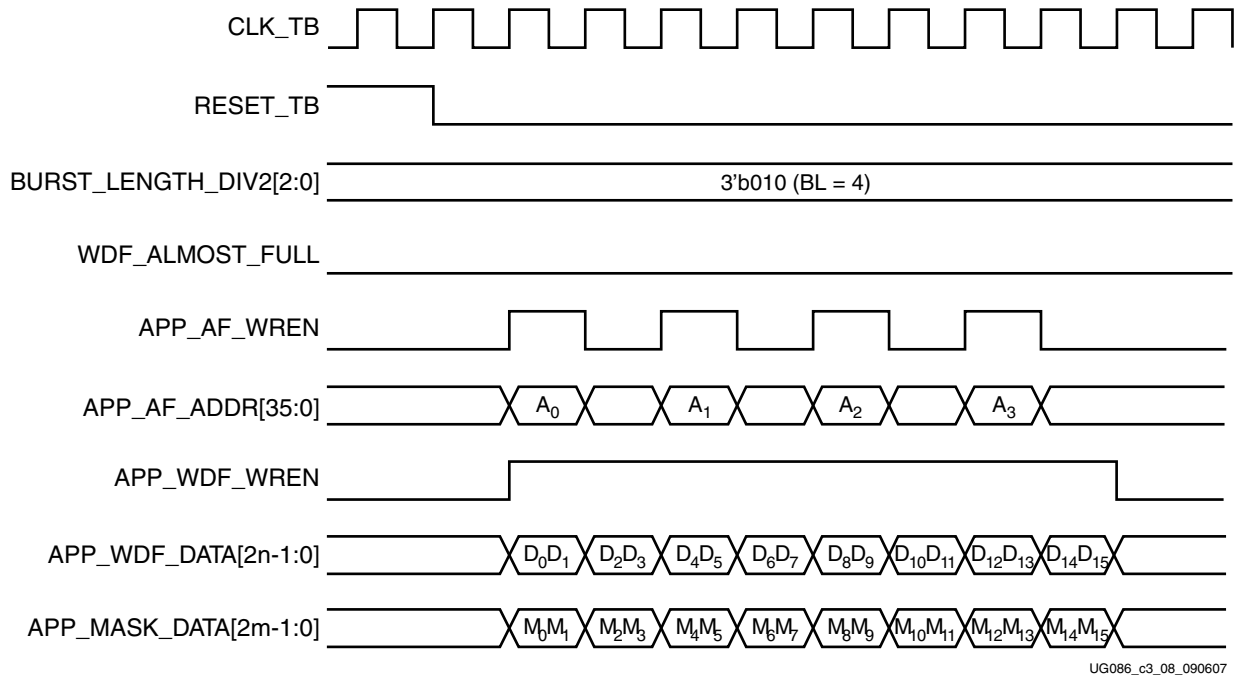 CLK_TB
RESET_TB
BURST_LENGTH_DIV2[2:0] 3'b010 (BL = 4)
WDF_ALMOST_FULL
APP_AF_WREN
APP_AF_ADDR[35:0] A0 A1 A2 A3
APP_WDF_WREN
APP_WDF_DATA[2n-1:0] D0D1 D2D3 D4D5 D6D7 D8D9 D10D11 D12D13 D14D15
APP_MASK_DATA[2m-1:0] M0M1 M2M3 M4M5 M6M7 M8M9 M10M11 M12M13 M14M15
UG086_c3_08_090607